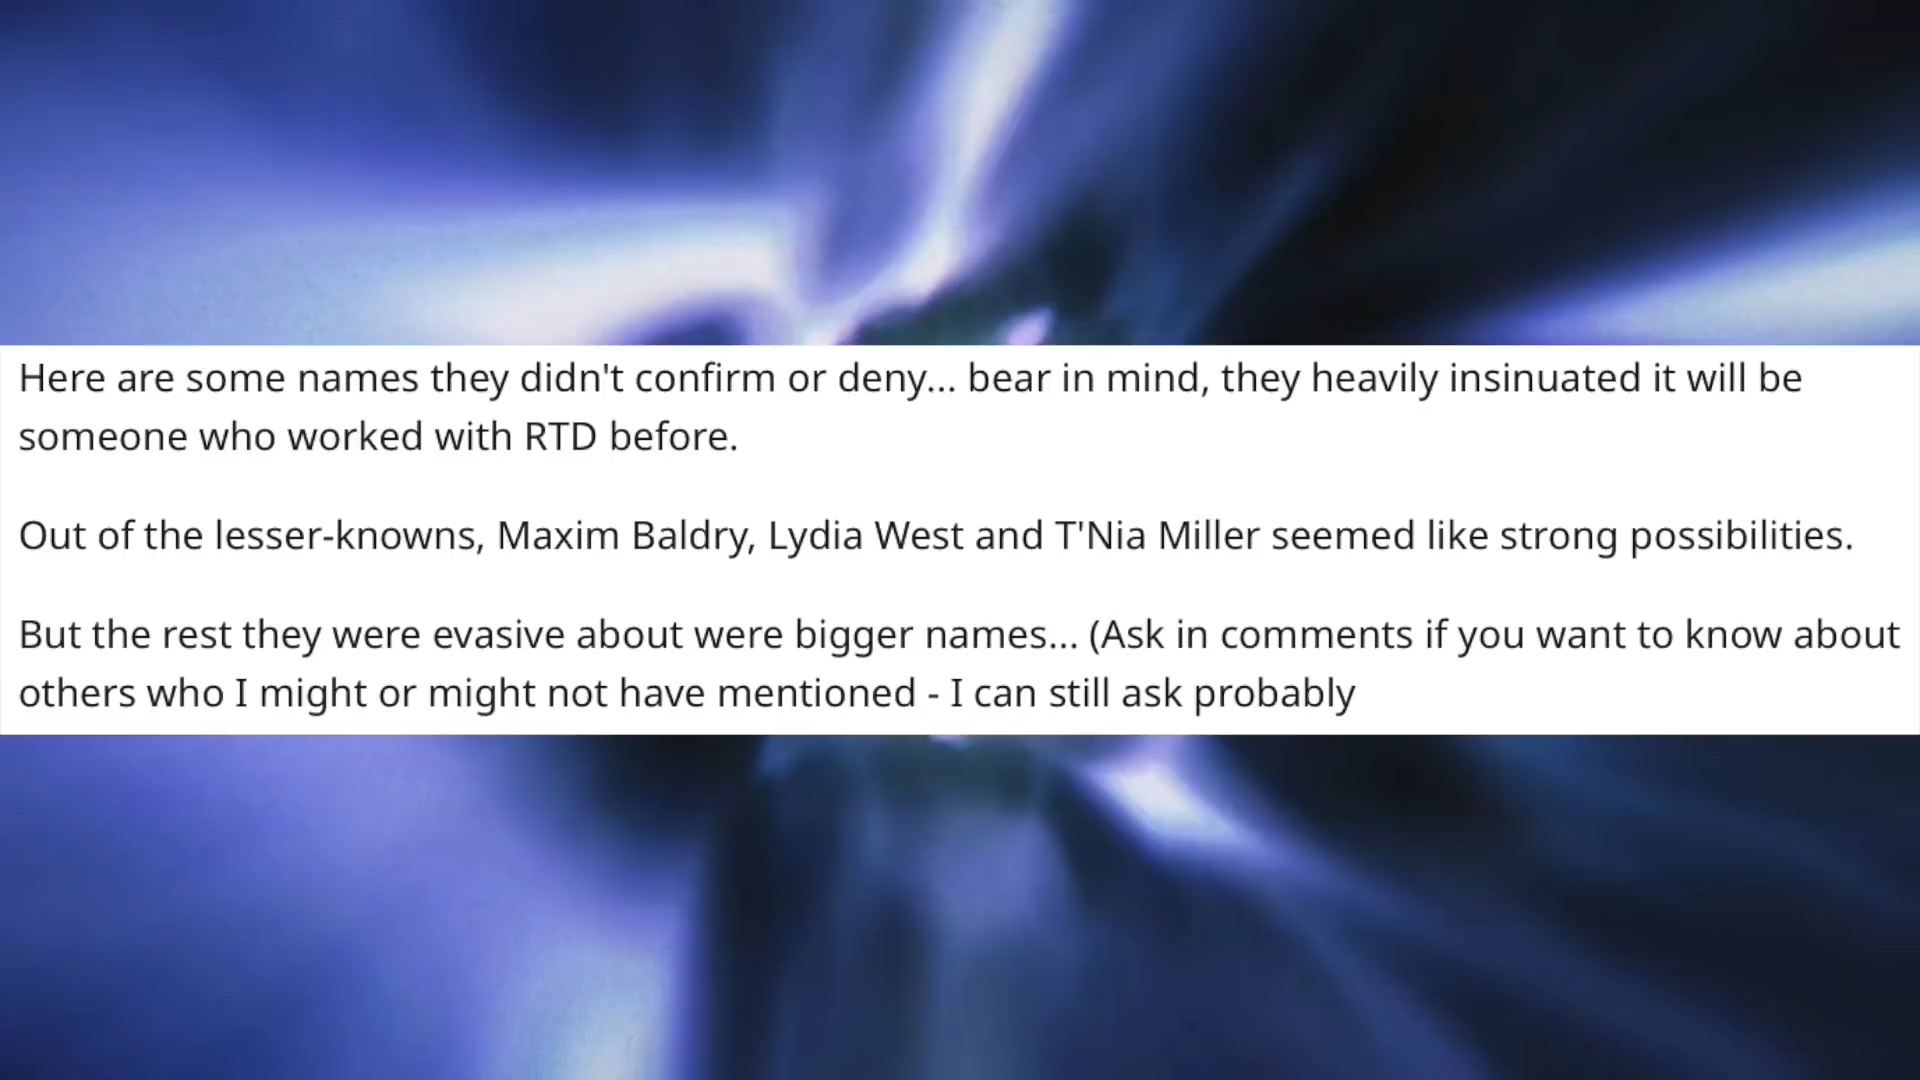 Here are some names they didn't confirm or deny... bear in mind, they heavily insinuated it will be
someone who worked with RTD before.
Out of the lesser-knowns, Maxim Baldry, Lydia West and T'Nia Miller seemed like strong possibilities.
But the rest they were evasive about were bigger names... (Ask in comments if you want to know about
others who I might or might not have mentioned - I can still ask probably